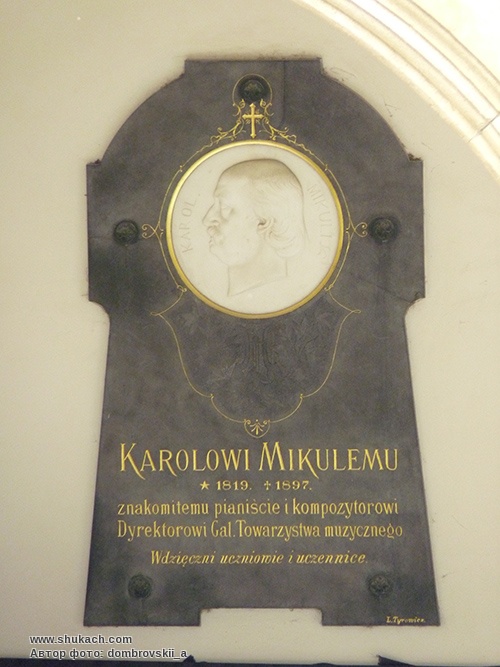 KAROL MIKULI
KAROLOWI MIKULEMU
★ 1819. ✝ 1897.
znakomitemu pianiście i kompozytorowi
Dyrektorowi Gal. Towarzystwa muzycznego
Wdzięczni uczniowie i uczennice.
L. Tyrowicz.
www.shukach.com
Автор фото: dombrovskii_a